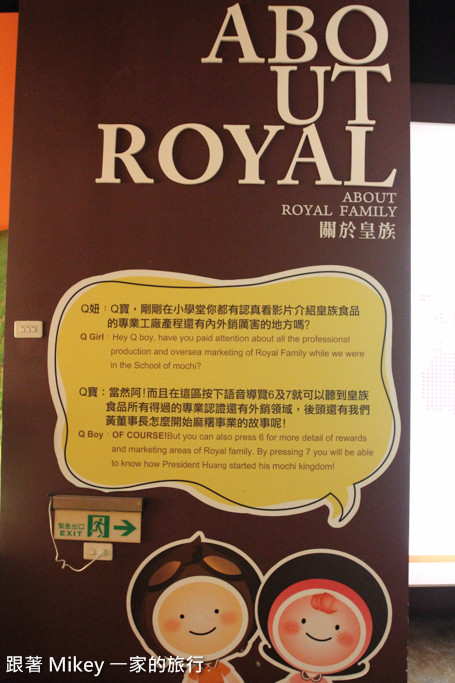 ABO
UT
ROYAL
ABOUT
ROYAL FAMILY
關於皇族
Q妞：Q寶，剛剛在小學堂你都有認真看影片介紹皇族食品
的專業工廠產程還有內外銷厲害的地方嗎?
Q Girl：Hey Q boy, have you paid attention about all the professional
production and oversea marketing of Royal Family while we were
in the School of mochi?
Q寶：當然阿!而且在這區按下語音導覽6及7就可以聽到皇族
食品所有得過的專業認證還有外銷領域，後頭還有我們
黃董事長怎麼開始麻糬事業的故事呢!
Q Boy：OF COURSE!But you can also press 6 for more detail of rewards
and marketing areas of Royal family. By pressing 7 you will be able
to know how President Huang started his mochi kingdom!
緊急出口
EXIT
跟著 Mikey 一家的旅行